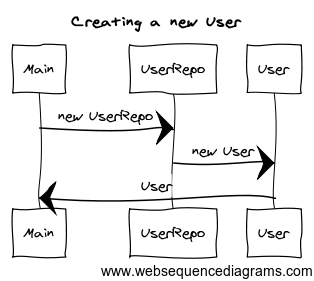 Creating a new User
Main UserRepo User
new UserRepo
new User
User
Main UserRepo User
www.websequencediagrams.com